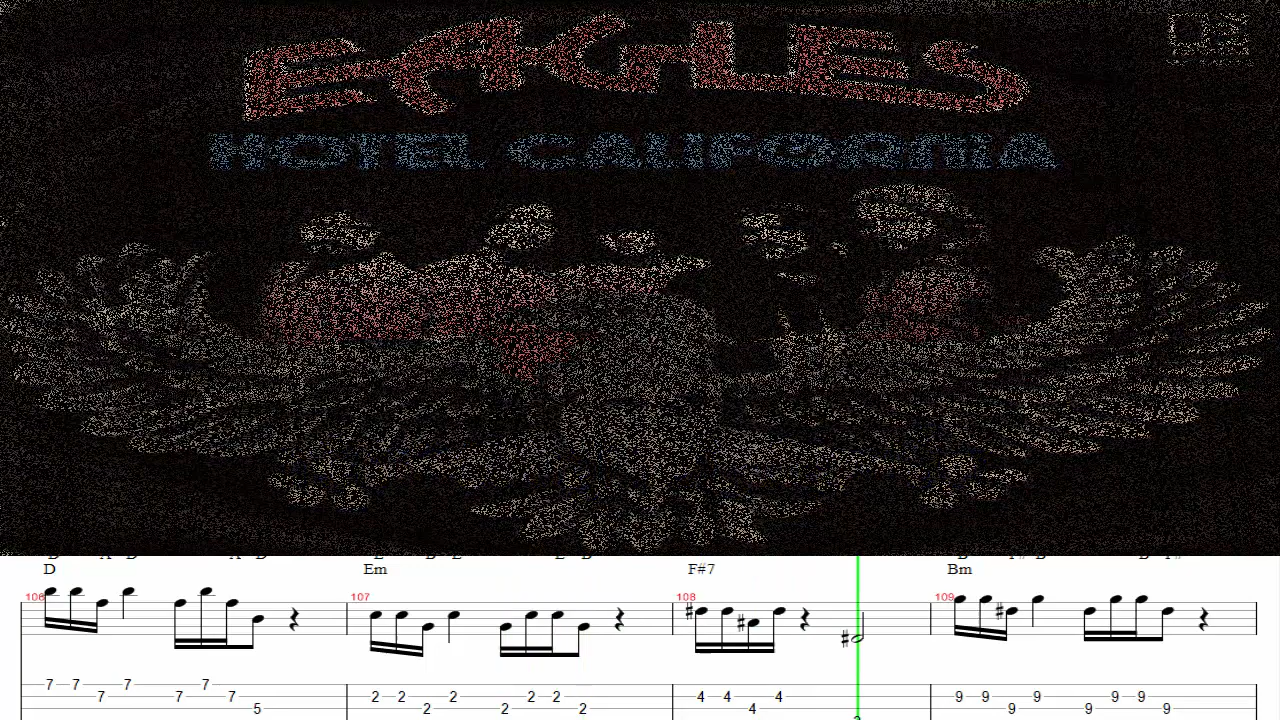 EAGLES
HOTEL CALIFORNIA
D Em F#7 Bm
106 107 108 109
7 7 7 7 2 2 2 2 4 4 4 9 9 9 9
7 7 7 5 2 2 2 2 4 9 9 9 9